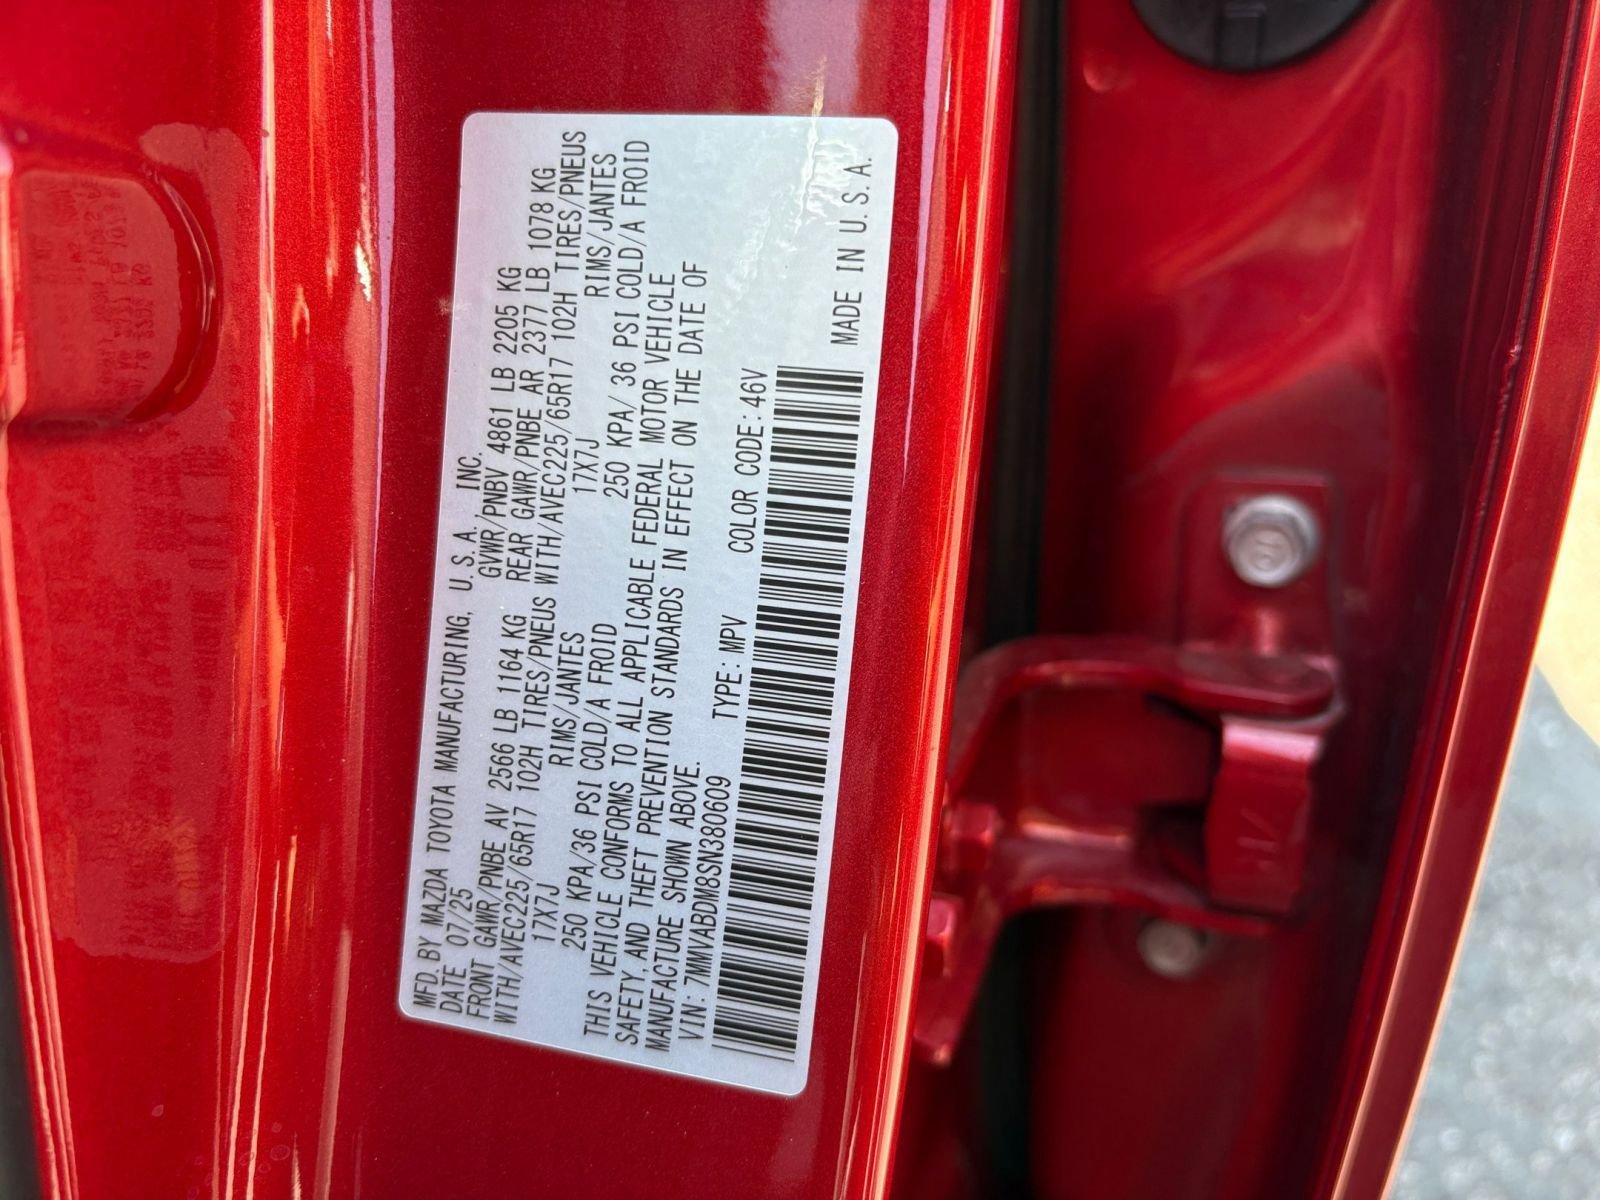 MFD. BY MAZDA TOYOTA MANUFACTURING, U.S.A. INC.
DATE 07/25 GVWR/PNBV 4861 LB 2205 KG
FRONT GAWR/PNBE AV 2566 LB 1164 KG REAR GAWR/PNBE AR 2377 LB 1078 KG
WITH/AVEC225/65R17 102H TIRES/PNEUS WITH/AVEC225/65R17 102H TIRES/PNEUS
17X7J RIMS/JANTES 17X7J RIMS/JANTES
250 KPA/36 PSI COLD/A FROID 250 KPA/ 36 PSI COLD/A FROID
THIS VEHICLE CONFORMS TO ALL APPLICABLE FEDERAL MOTOR VEHICLE
SAFETY, AND THEFT PREVENTION STANDARDS IN EFFECT ON THE DATE OF
MANUFACTURE SHOWN ABOVE.
VIN: 7MMVABDM8SN380609 TYPE: MPV COLOR CODE: 46V
MADE IN U.S.A.